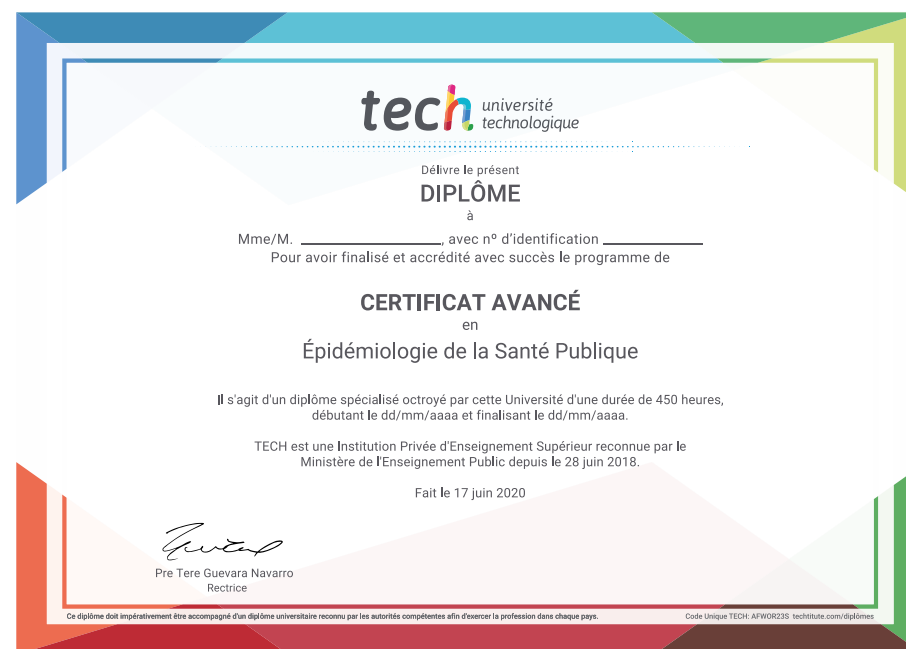 tech université
technologique
Délivre le présent
DIPLÔME
à
Mme/M. ____________________, avec nº d'identification ______________
Pour avoir finalisé et accrédité avec succès le programme de
CERTIFICAT AVANCÉ
en
Épidémiologie de la Santé Publique
Il s'agit d'un diplôme spécialisé octroyé par cette Université d'une durée de 450 heures,
débutant le dd/mm/aaaa et finalisant le dd/mm/aaaa.
TECH est une Institution Privée d'Enseignement Supérieur reconnue par le
Ministère de l'Enseignement Public depuis le 28 juin 2018.
Fait le 17 juin 2020
Pre Tere Guevara Navarro
Rectrice
Ce diplôme doit impérativement être accompagné d'un diplôme universitaire reconnu par les autorités compétentes afin d'exercer la profession dans chaque pays.
Code Unique TECH: AFWOR23S techtitute.com/diplômes